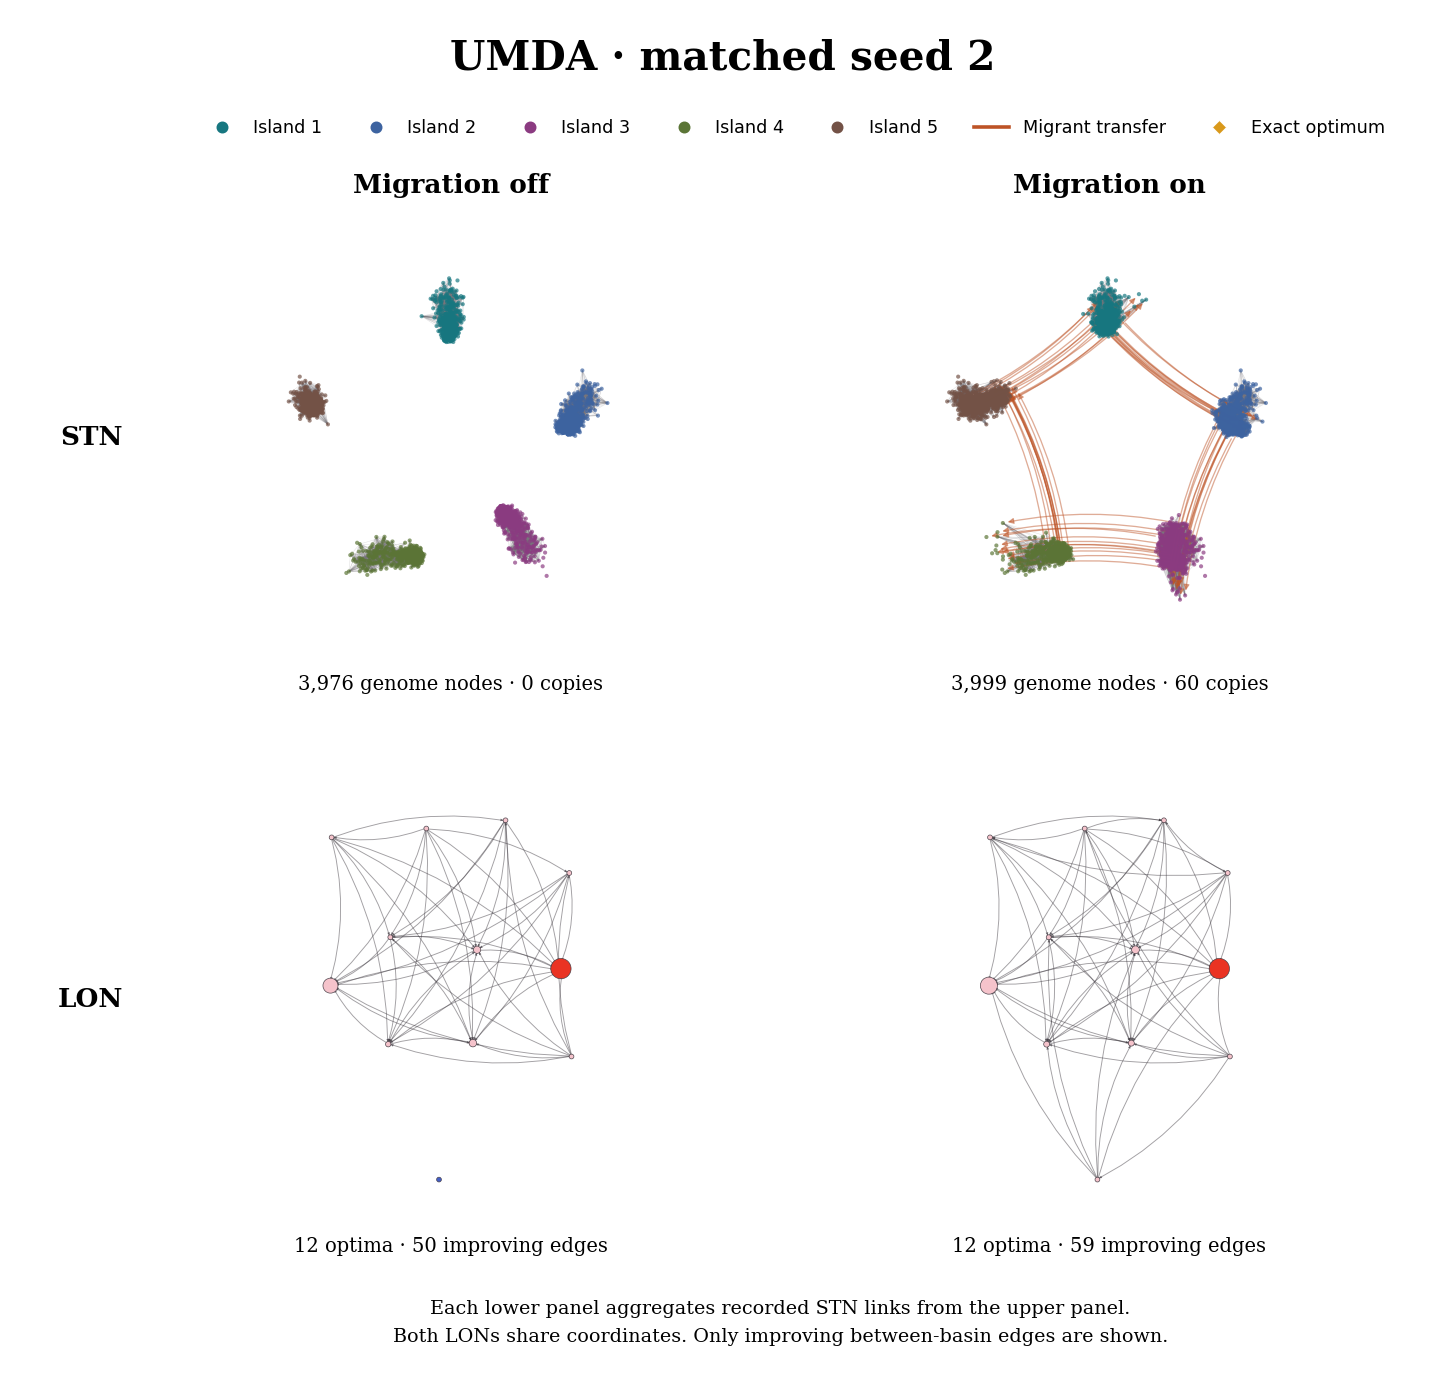 UMDA · matched seed 2
Island 1 Island 2 Island 3 Island 4 Island 5 Migrant transfer Exact optimum
Migration off Migration on
STN
3,976 genome nodes · 0 copies 3,999 genome nodes · 60 copies
LON
12 optima · 50 improving edges 12 optima · 59 improving edges
Each lower panel aggregates recorded STN links from the upper panel.
Both LONs share coordinates. Only improving between-basin edges are shown.